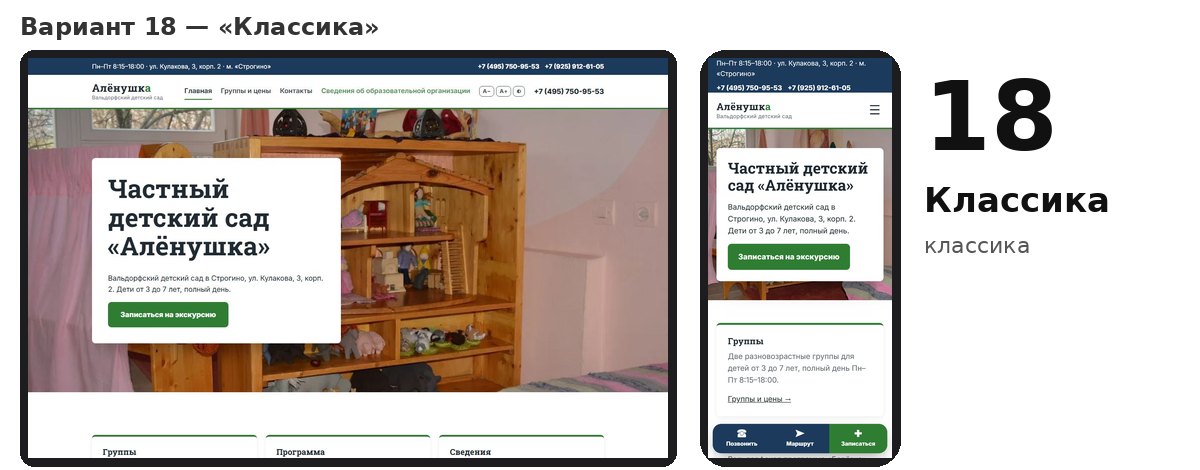 Вариант 18 — «Классика»
Пн–Пт 8:15–18:00 · ул. Кулакова, 3, корп. 2 · м. «Строгино»
+7 (495) 750-95-53 +7 (925) 912-61-05
Алёнушка
Вальдорфский детский сад
Главная Группы и цены Контакты Сведения об образовательной организации A− A+ +7 (495) 750-95-53
Частный
детский сад
«Алёнушка»
Вальдорфский детский сад в Строгино, ул. Кулакова, 3, корп.
2. Дети от 3 до 7 лет, полный день.
Записаться на экскурсию
Группы
Программа
Сведения
Пн–Пт 8:15–18:00 · ул. Кулакова, 3, корп. 2 · м.
«Строгино»
+7 (495) 750-95-53 +7 (925) 912-61-05
Алёнушка
Вальдорфский детский сад
Частный детский
сад «Алёнушка»
Вальдорфский детский сад в
Строгино, ул. Кулакова, 3, корп. 2.
Дети от 3 до 7 лет, полный день.
Записаться на экскурсию
Группы
Две разновозрастные группы для
детей от 3 до 7 лет, полный день Пн–
Пт 8:15–18:00.
Группы и цены →
Позвонить
Маршрут
Записаться
18
Классика
классика